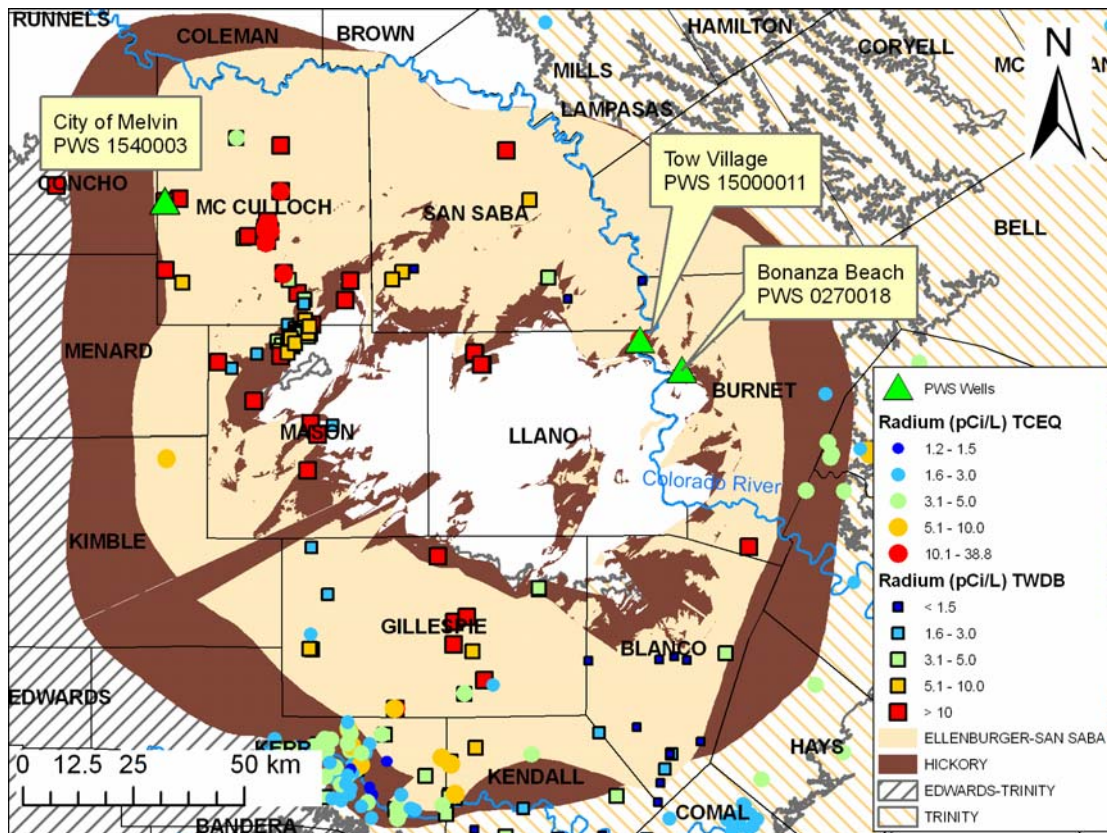 RUNNELS
COLEMAN
BROWN
HAMILTON
CORYELL
MILLS
LAMPASAS
N
City of Melvin
PWS 1540003
Tow Village
PWS 15000011
CONCHO
MC CULLOCH
SAN SABA
BELL
Bonanza Beach
PWS 0270018
MENARD
BURNET
MASON
LLANO
Colorado River
KIMBLE
GILLESPIE
BLANCO
EDWARDS
HAYS
0 12.5 25 50 km
KENDALL
COMAL
BANDERA
PWS Wells
Radium (pCi/L) TCEQ
1.2 - 1.5
1.6 - 3.0
3.1 - 5.0
5.1 - 10.0
10.1 - 38.8
Radium (pCi/L) TWDB
< 1.5
1.6 - 3.0
3.1 - 5.0
5.1 - 10.0
> 10
ELLENBURGER-SAN SABA
HICKORY
EDWARDS-TRINITY
TRINITY